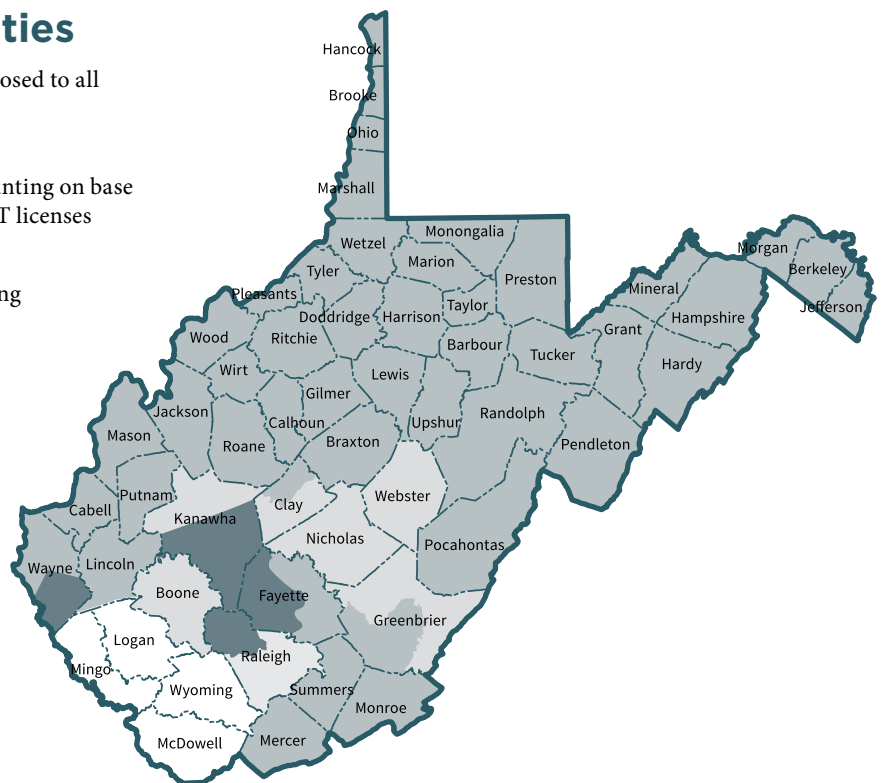 ties
osed to all
nting on base
T licenses
ng
Hancock
Brooke
Ohio
Marshall
Wetzel
Monongalia
Marion
Tyler
Preston
Pleasants
Doddridge
Harrison
Taylor
Wood
Ritchie
Barbour
Tucker
Grant
Mineral
Hampshire
Morgan
Berkeley
Jefferson
Hardy
Wirt
Lewis
Gilmer
Jackson
Calhoun
Upshur
Randolph
Mason
Roane
Braxton
Pendleton
Putnam
Cabell
Kanawha
Clay
Webster
Nicholas
Pocahontas
Wayne
Lincoln
Boone
Fayette
Greenbrier
Logan
Raleigh
Mingo
Wyoming
Summers
Monroe
McDowell
Mercer